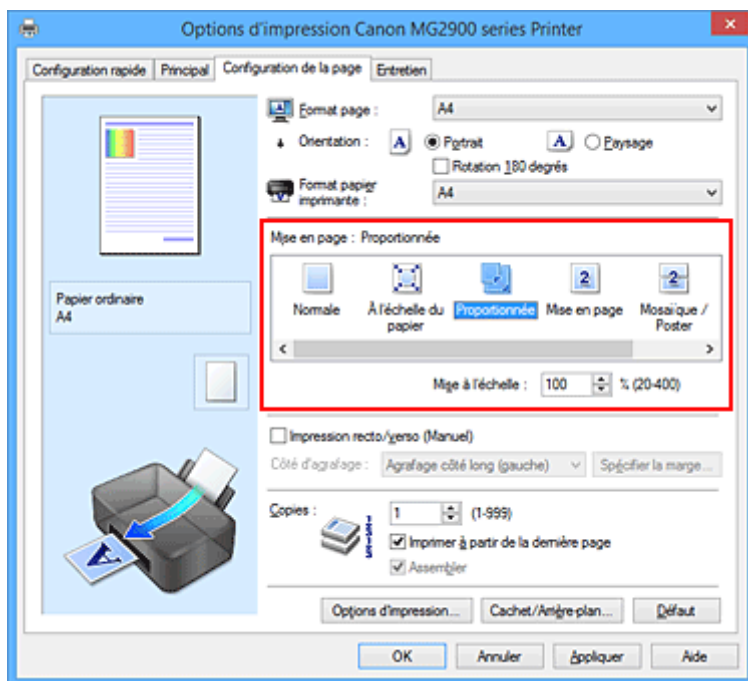 Options d'impression Canon MG2900 series Printer
Configuration rapide Principal Configuration de la page Entretien
Format page : A4
Orientation : A Portrait A Paysage
Rotation 180 degrés
Format papier imprimante : A4
Mise en page : Proportionnée
Normale À l'échelle du papier Proportionnée Mise en page Mosaïque / Poster
2 2
Mise à l'échelle : 100 % (20-400)
Papier ordinaire
A4
Impression recto/verso (Manuel)
Côté d'agrafage : Agrafage côté long (gauche) Spécifier la marge...
Copies : 1 (1-999)
Imprimer à partir de la dernière page
Assembler
A
Options d'impression... Cachet/Arrière-plan... Défaut
OK Annuler Appliquer Aide